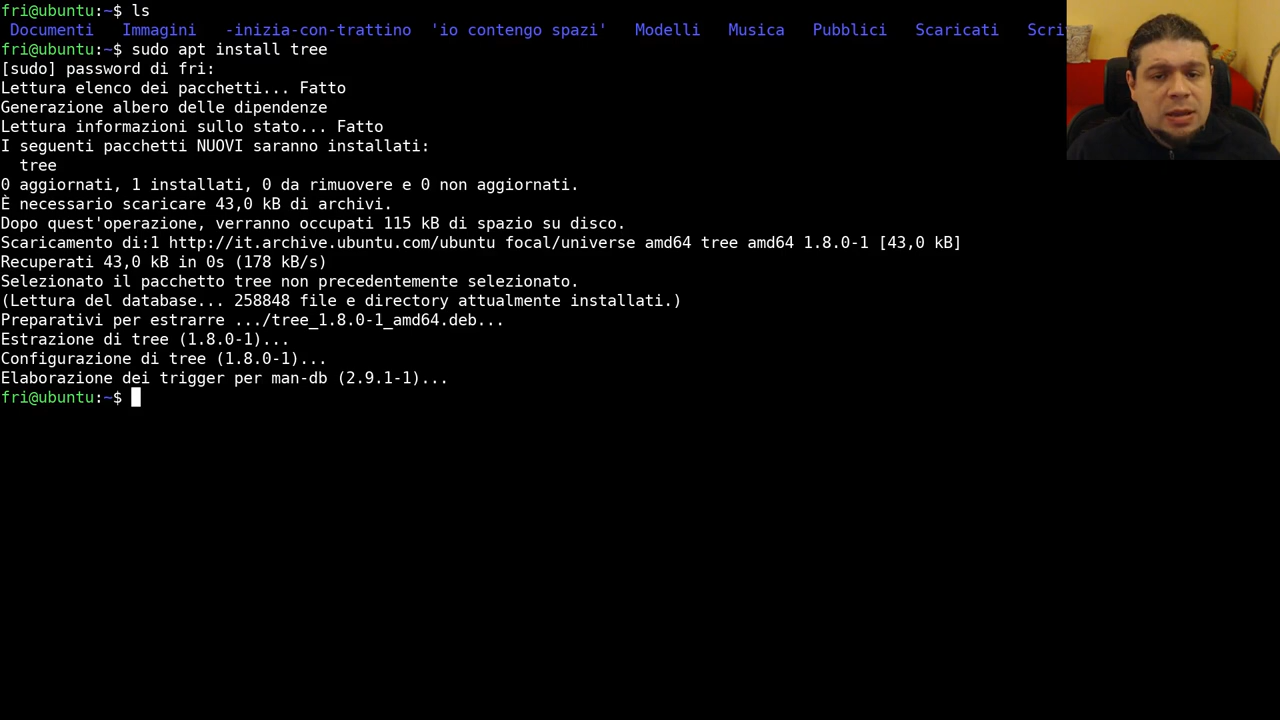 fri@ubuntu:~$ ls
Documenti Immagini -inizia-con-trattino 'io contengo spazi' Modelli Musica Pubblici Scaricati
fri@ubuntu:~$ sudo apt install tree
[sudo] password di fri:
Lettura elenco dei pacchetti... Fatto
Generazione albero delle dipendenze
Lettura informazioni sullo stato... Fatto
I seguenti pacchetti NUOVI saranno installati:
tree
0 aggiornati, 1 installati, 0 da rimuovere e 0 non aggiornati.
È necessario scaricare 43,0 kB di archivi.
Dopo quest'operazione, verranno occupati 115 kB di spazio su disco.
Scaricamento di:1 http://it.archive.ubuntu.com/ubuntu focal/universe amd64 tree amd64 1.8.0-1 [43,0 kB]
Recuperati 43,0 kB in 0s (178 kB/s)
Selezionato il pacchetto tree non precedentemente selezionato.
(Lettura del database... 258848 file e directory attualmente installati.)
Preparativi per estrarre .../tree_1.8.0-1_amd64.deb...
Estrazione di tree (1.8.0-1)...
Configurazione di tree (1.8.0-1)...
Elaborazione dei trigger per man-db (2.9.1-1)...
fri@ubuntu:~$